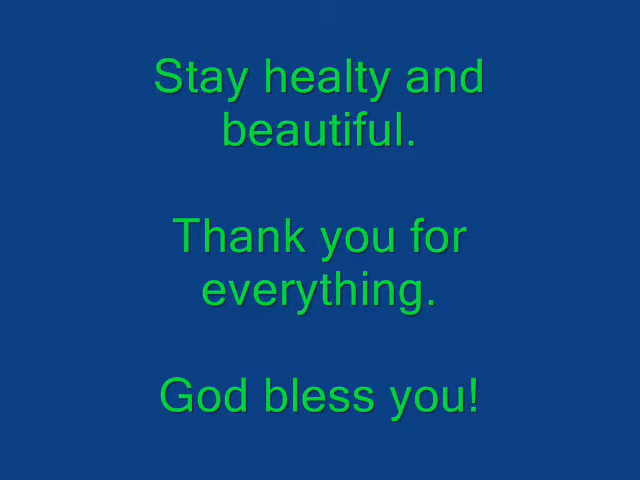 Stay healty and
beautiful.
Thank you for
everything.
God bless you!